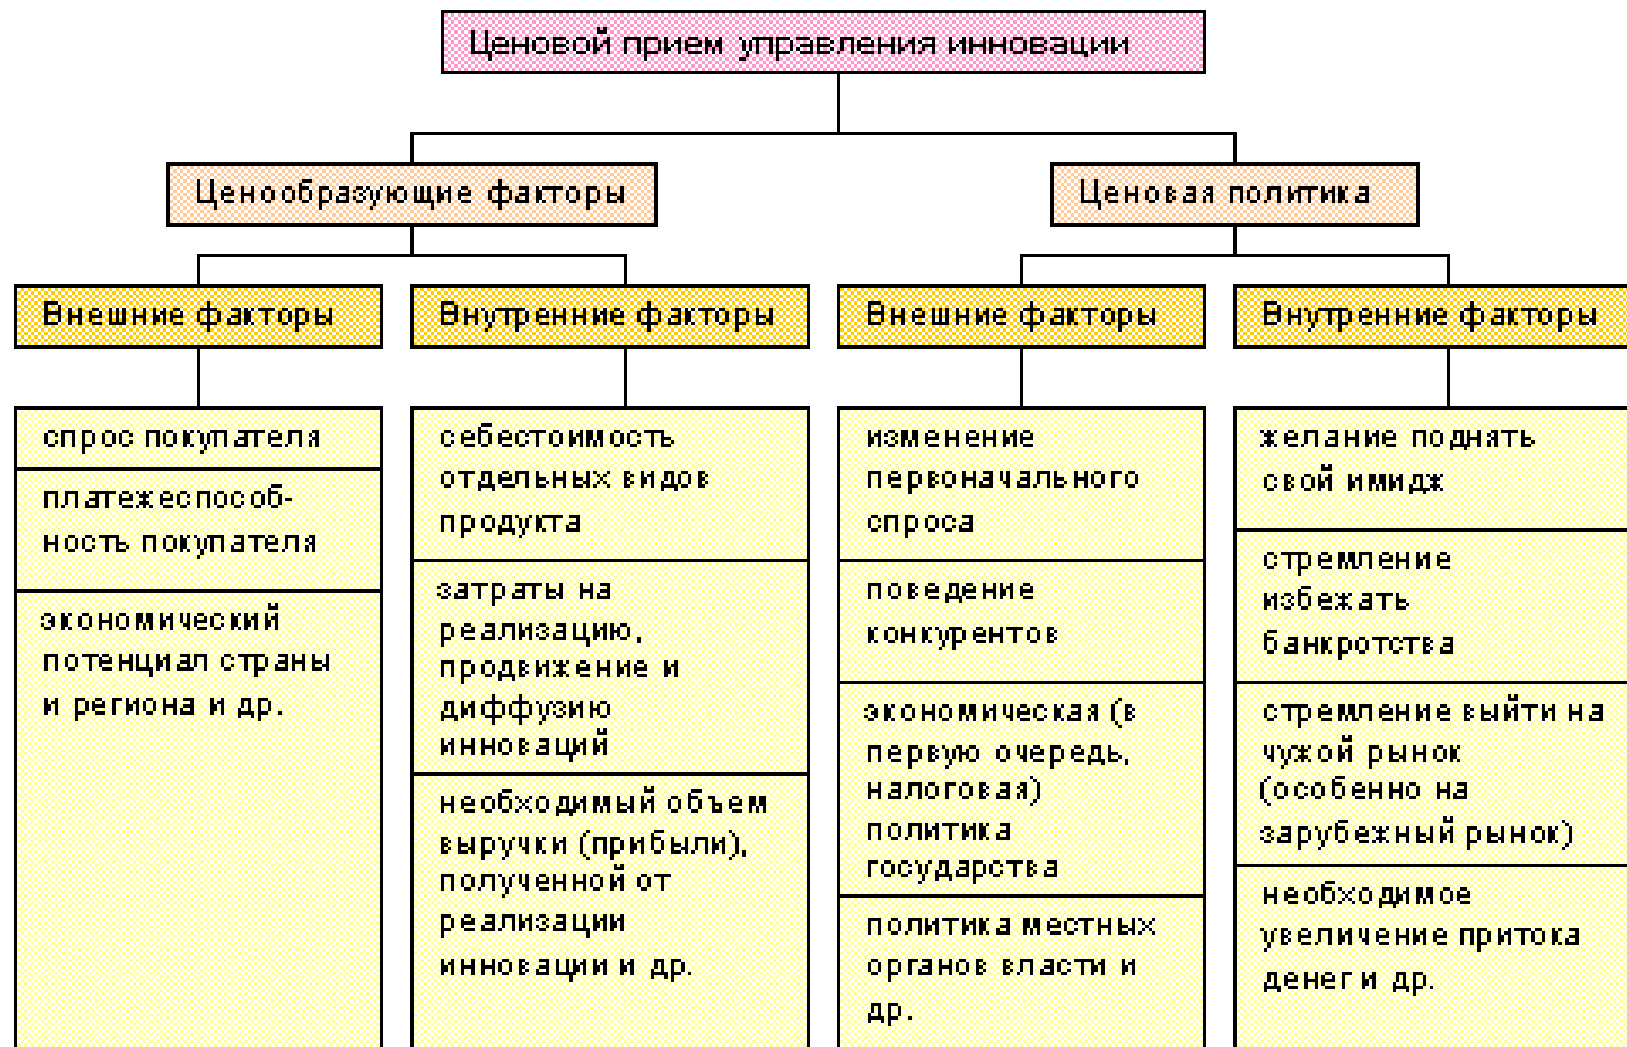 Ценовой прием управления инновации
Ценообразующие факторы
Ценовая политика
Внешние факторы
Внутренние факторы
Внешние факторы
Внутренние факторы
спрос покупателя
платежеспособ-
ность покупателя
экономический
потенциал страны
и региона и др.
себестоимость
отдельных видов
продукта
затраты на
реализацию,
продвижение и
диффузию
инноваций
необходимый объем
выручки (прибыли),
полученной от
реализации
инновации и др.
изменение
первоначального
спроса
поведение
конкурентов
экономическая (в
первую очередь,
налоговая)
политика
государства
политика местных
органов власти и
др.
желание поднять
свой имидж
стремление
избежать
банкротства
стремление выйти на
чужой рынок
(особенно на
зарубежный рынок)
необходимое
увеличение притока
денег и др.